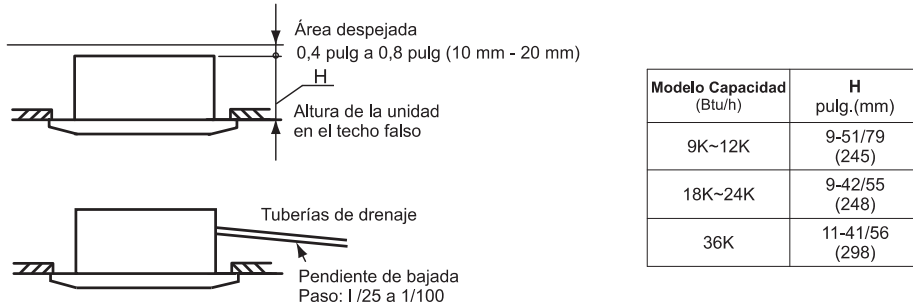 Área despejada
0,4 pulg a 0,8 pulg (10 mm - 20 mm)
H
Altura de la unidad
en el techo falso
Tuberías de drenaje
Pendiente de bajada
Paso: I /25 a 1/100
Modelo Capacidad
(Btu/h)
H
pulg.(mm)
9K~12K
9-51/79
(245)
18K~24K
9-42/55
(248)
36K
11-41/56
(298)